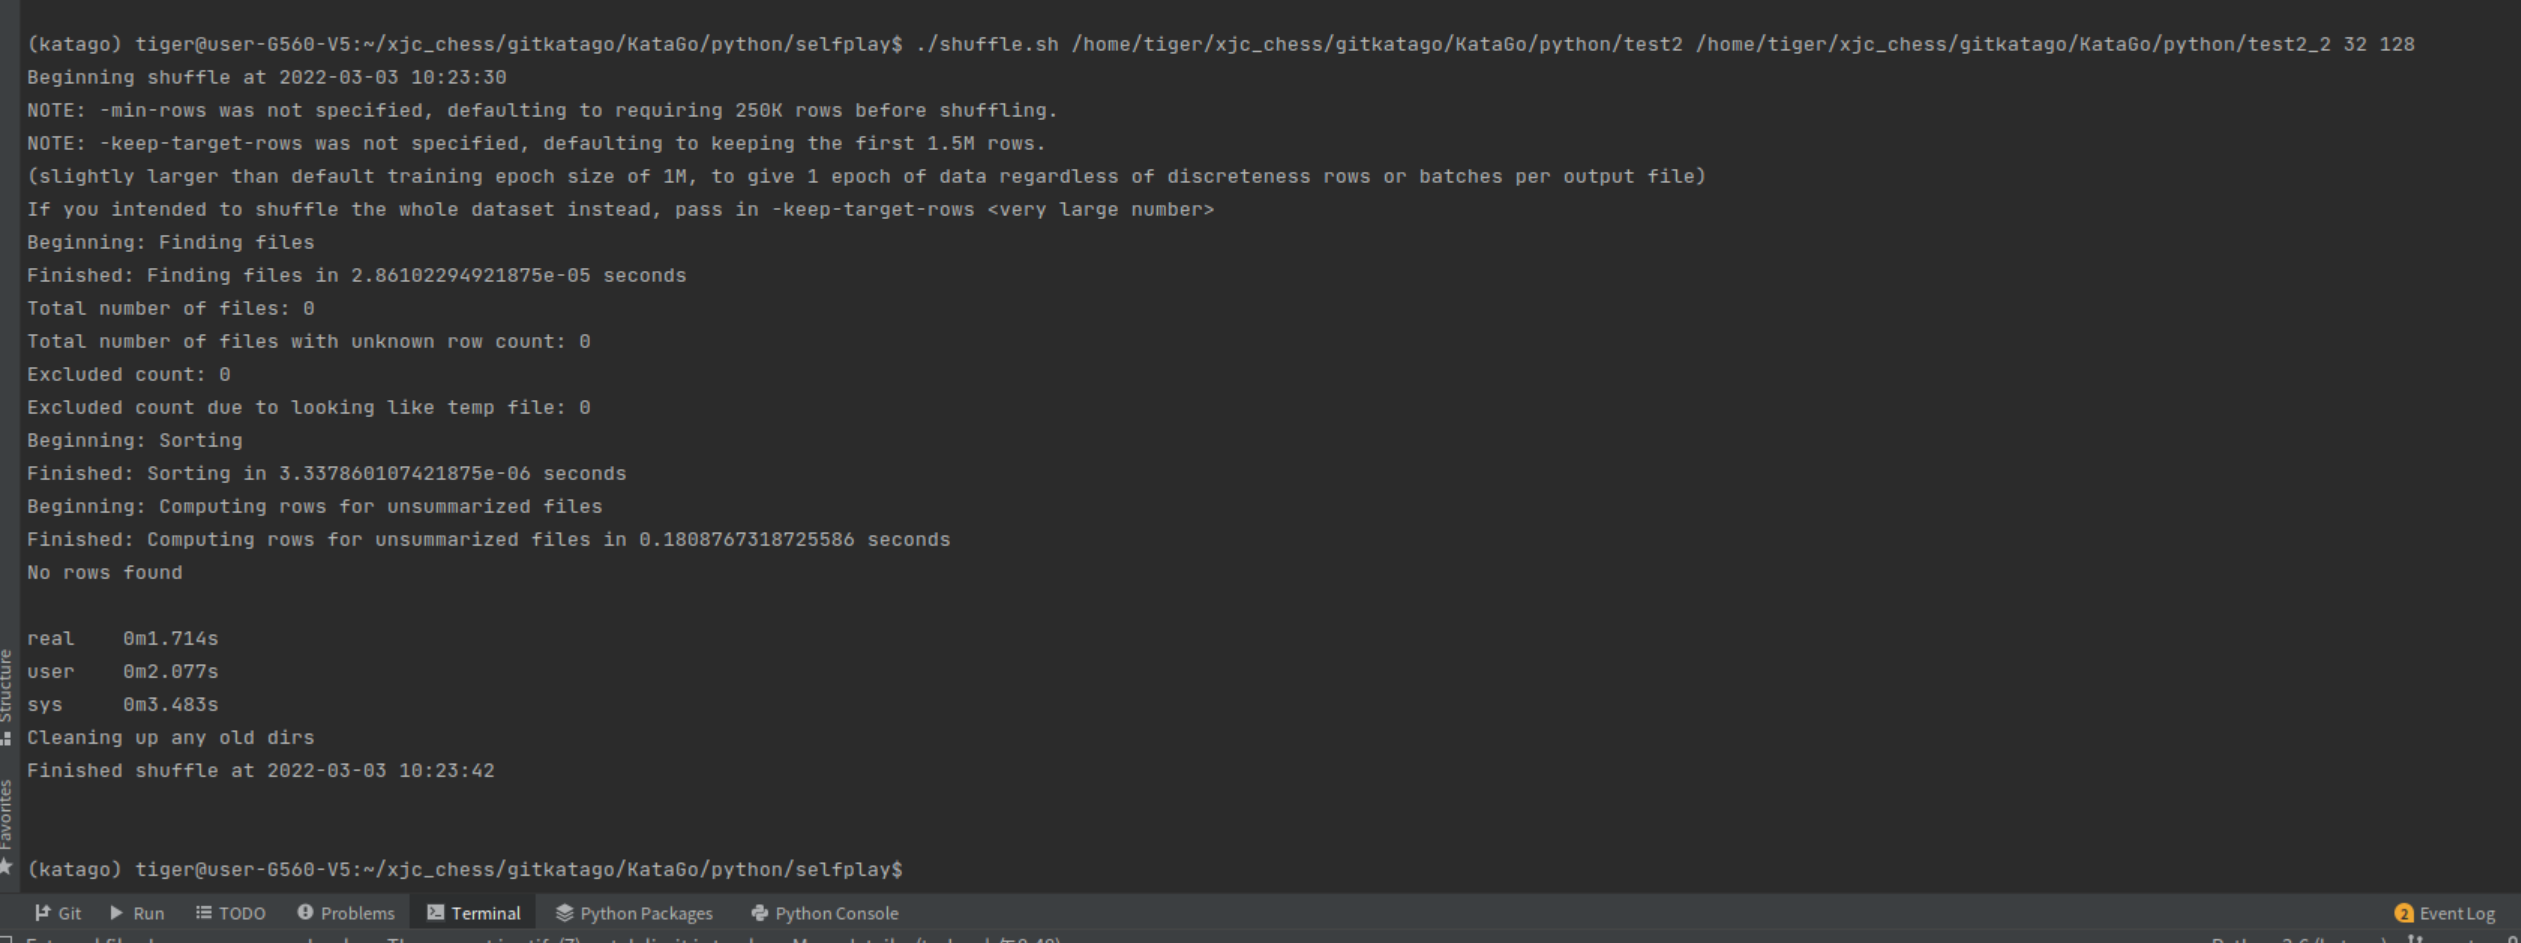 (katago) tiger@user-G560-V5:~/xjc_chess/gitkatago/KataGo/python/selfplay$ ./shuffle.sh /home/tiger/xjc_chess/gitkatago/KataGo/python/test2 /home/tiger/xjc_chess/gitkatago/KataGo/python/test2_2 32 128
Beginning shuffle at 2022-03-03 10:23:30
NOTE: -min-rows was not specified, defaulting to requiring 250K rows before shuffling.
NOTE: -keep-target-rows was not specified, defaulting to keeping the first 1.5M rows.
(slightly larger than default training epoch size of 1M, to give 1 epoch of data regardless of discreteness rows or batches per output file)
If you intended to shuffle the whole dataset instead, pass in -keep-target-rows <very large number>
Beginning: Finding files
Finished: Finding files in 2.86102294921875e-05 seconds
Total number of files: 0
Total number of files with unknown row count: 0
Excluded count: 0
Excluded count due to looking like temp file: 0
Beginning: Sorting
Finished: Sorting in 3.337860107421875e-06 seconds
Beginning: Computing rows for unsummarized files
Finished: Computing rows for unsummarized files in 0.1808767318725586 seconds
No rows found
real 0m1.714s
user 0m2.077s
sys 0m3.483s
Cleaning up any old dirs
Finished shuffle at 2022-03-03 10:23:42
(katago) tiger@user-G560-V5:~/xjc_chess/gitkatago/KataGo/python/selfplay$
Structure
Favorites
Git Run TODO Problems Terminal Python Packages Python Console 2 Event Log